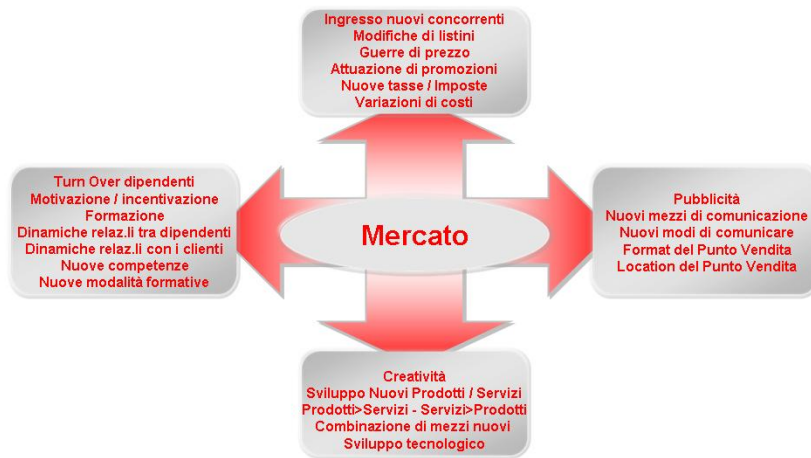 Ingresso nuovi concorrenti
Modifiche di listini
Guerre di prezzo
Attuazione di promozioni
Nuove tasse / Imposte
Variazioni di costi
Turn Over dipendenti
Motivazione / incentivazione
Formazione
Dinamiche relaz.li tra dipendenti
Dinamiche relaz.li con i clienti
Nuove competenze
Nuove modalità formative
Mercato
Pubblicità
Nuovi mezzi di comunicazione
Nuovi modi di comunicare
Format del Punto Vendita
Location del Punto Vendita
Creatività
Sviluppo Nuovi Prodotti / Servizi
Prodotti>Servizi - Servizi>Prodotti
Combinazione di mezzi nuovi
Sviluppo tecnologico